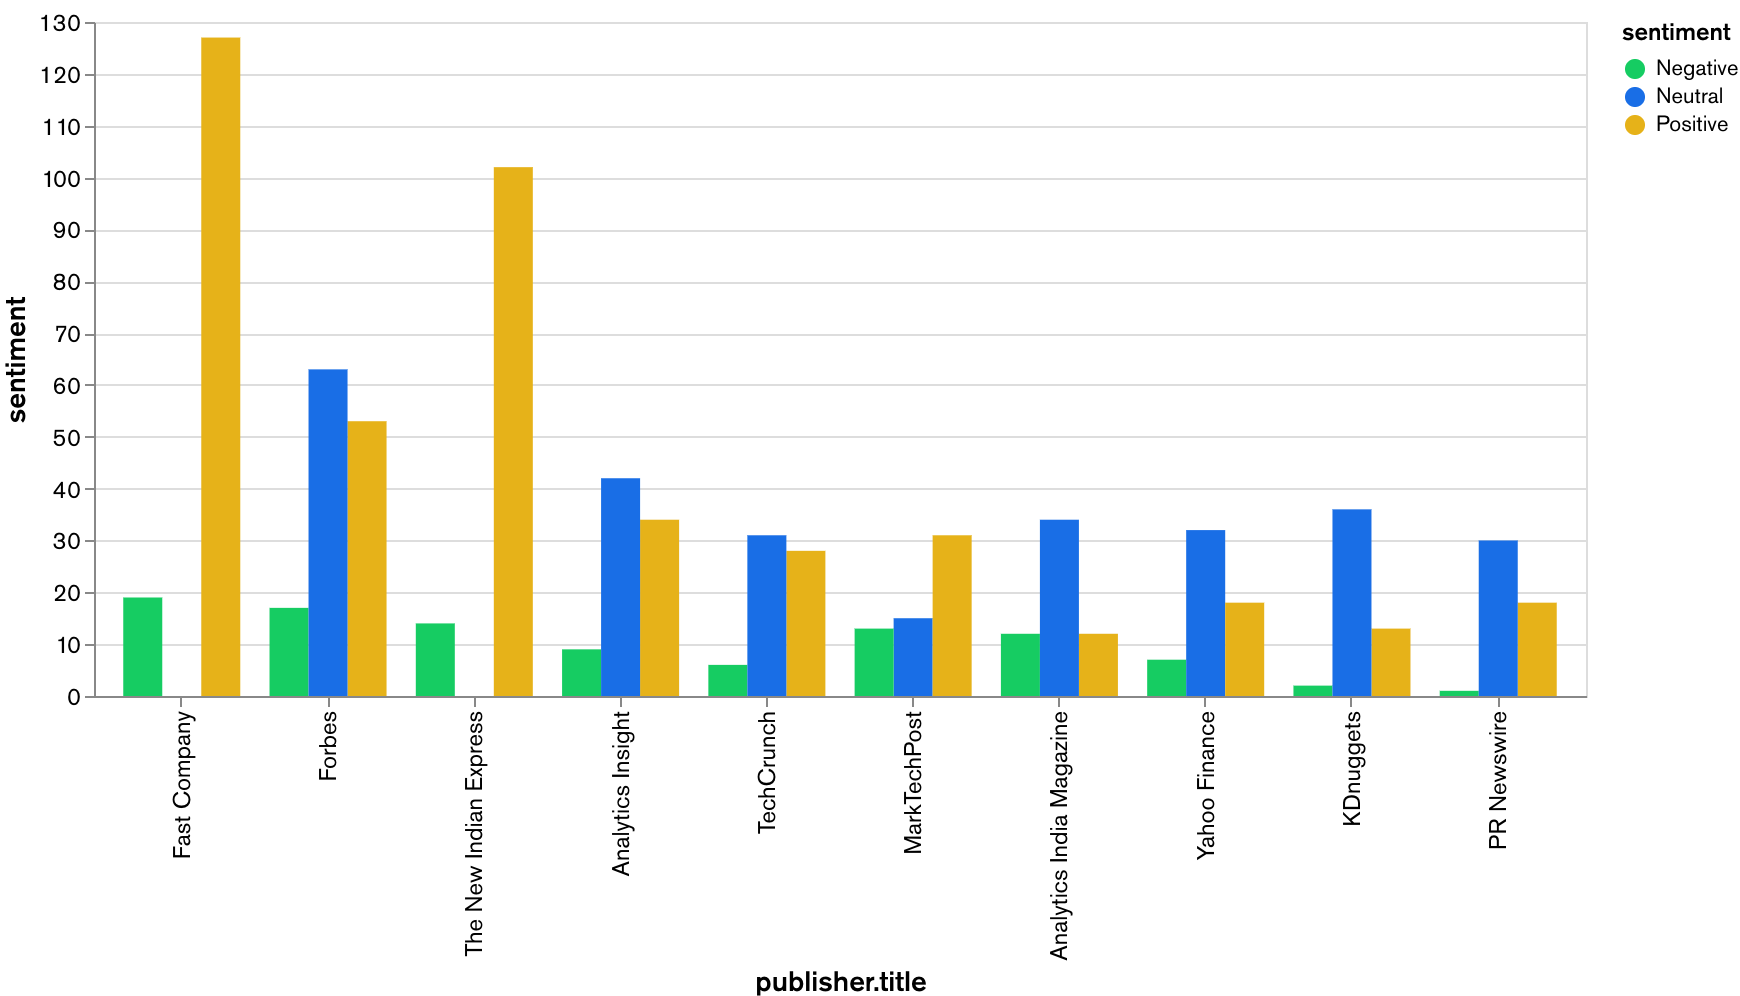 130
120
110
100
90
80
70
60
50
40
30
20
10
0
sentiment
Fast Company
Forbes
The New Indian Express
Analytics Insight
TechCrunch
MarkTechPost
Analytics India Magazine
Yahoo Finance
KDnuggets
PR Newswire
publisher.title
sentiment
Negative
Neutral
Positive